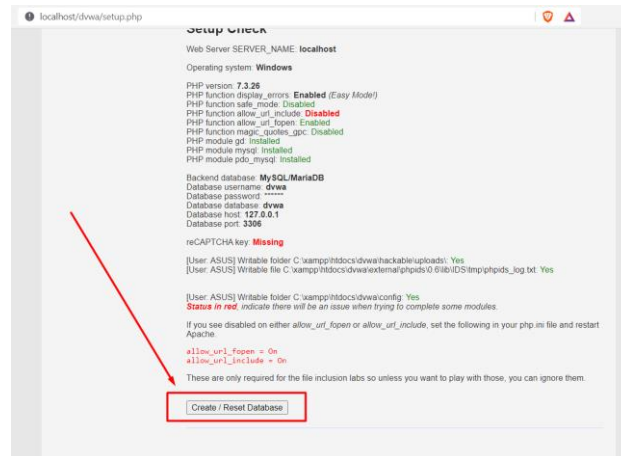 localhost/dvwa/setup.php
Setup Check
Web Server SERVER_NAME: localhost
Operating system: Windows
PHP version: 7.3.26
PHP function display_errors: Enabled (Easy Mode!)
PHP function safe_mode: Disabled
PHP function allow_url_include: Disabled
PHP function allow_url_fopen: Enabled
PHP function magic_quotes_gpc: Disabled
PHP module gd: Installed
PHP module mysql: Installed
PHP module pdo_mysql: Installed
Backend database: MySQL/MariaDB
Database username: dvwa
Database password: ******
Database database: dvwa
Database host: 127.0.0.1
Database port: 3306
reCAPTCHA key: Missing
[User: ASUS] Writable folder C:\xampp\htdocs\dvwa\hackable\uploads\: Yes
[User: ASUS] Writable file C:\xampp\htdocs\dvwa\external\phpids\0.6\lib\IDS\tmp\phpids_log.txt: Yes
[User: ASUS] Writable folder C:\xampp\htdocs\dvwa\config: Yes
Status in red, indicate there will be an issue when trying to complete some modules.
If you see disabled on either allow_url_fopen or allow_url_include, set the following in your php.ini file and restart
Apache.
allow_url_fopen = On
allow_url_include = On
These are only required for the file inclusion labs so unless you want to play with those, you can ignore them.
Create / Reset Database